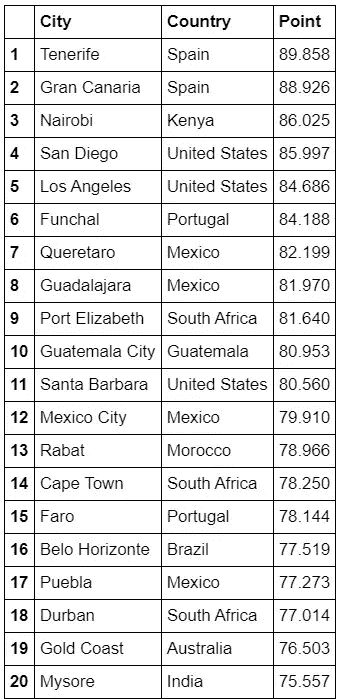 City Country Point
1 Tenerife Spain 89.858
2 Gran Canaria Spain 88.926
3 Nairobi Kenya 86.025
4 San Diego United States 85.997
5 Los Angeles United States 84.686
6 Funchal Portugal 84.188
7 Queretaro Mexico 82.199
8 Guadalajara Mexico 81.970
9 Port Elizabeth South Africa 81.640
10 Guatemala City Guatemala 80.953
11 Santa Barbara United States 80.560
12 Mexico City Mexico 79.910
13 Rabat Morocco 78.966
14 Cape Town South Africa 78.250
15 Faro Portugal 78.144
16 Belo Horizonte Brazil 77.519
17 Puebla Mexico 77.273
18 Durban South Africa 77.014
19 Gold Coast Australia 76.503
20 Mysore India 75.557